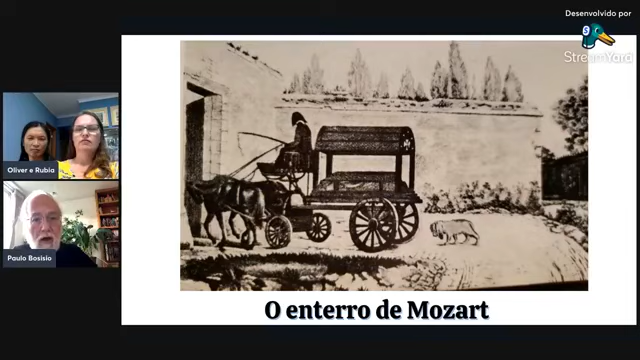 Desenvolvido por
StreamYard
Oliver e Rubia
Paulo Bosisio
O enterro de Mozart